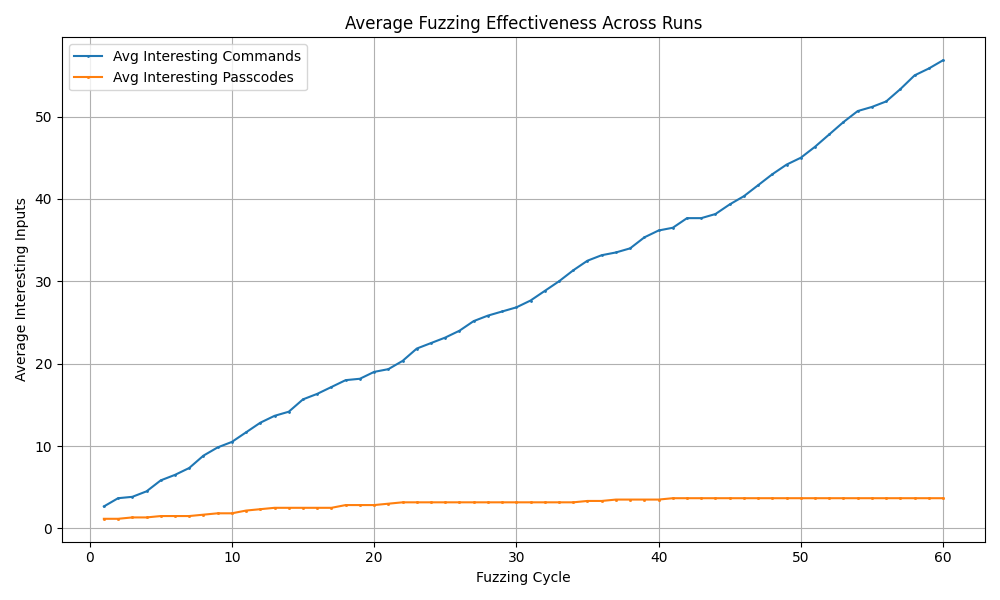 Average Fuzzing Effectiveness Across Runs
Avg Interesting Commands
Avg Interesting Passcodes
Average Interesting Inputs
50
40
30
20
10
0
0 10 20 30 40 50 60
Fuzzing Cycle